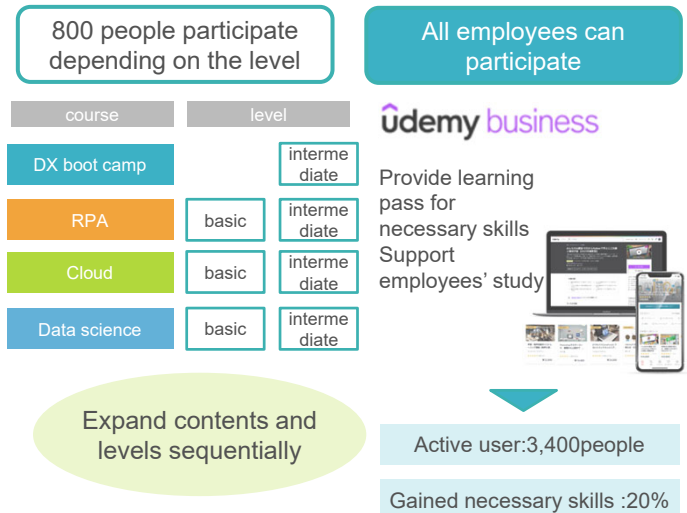 800 people participate
depending on the level
course
level
DX boot camp
interme
diate
RPA
basic
interme
diate
Cloud
basic
interme
diate
Data science
basic
interme
diate
Expand contents and
levels sequentially
All employees can
participate
ûdemy business
Provide learning
pass for
necessary skills
Support
employees’ study
Active user:3,400people
Gained necessary skills :20%